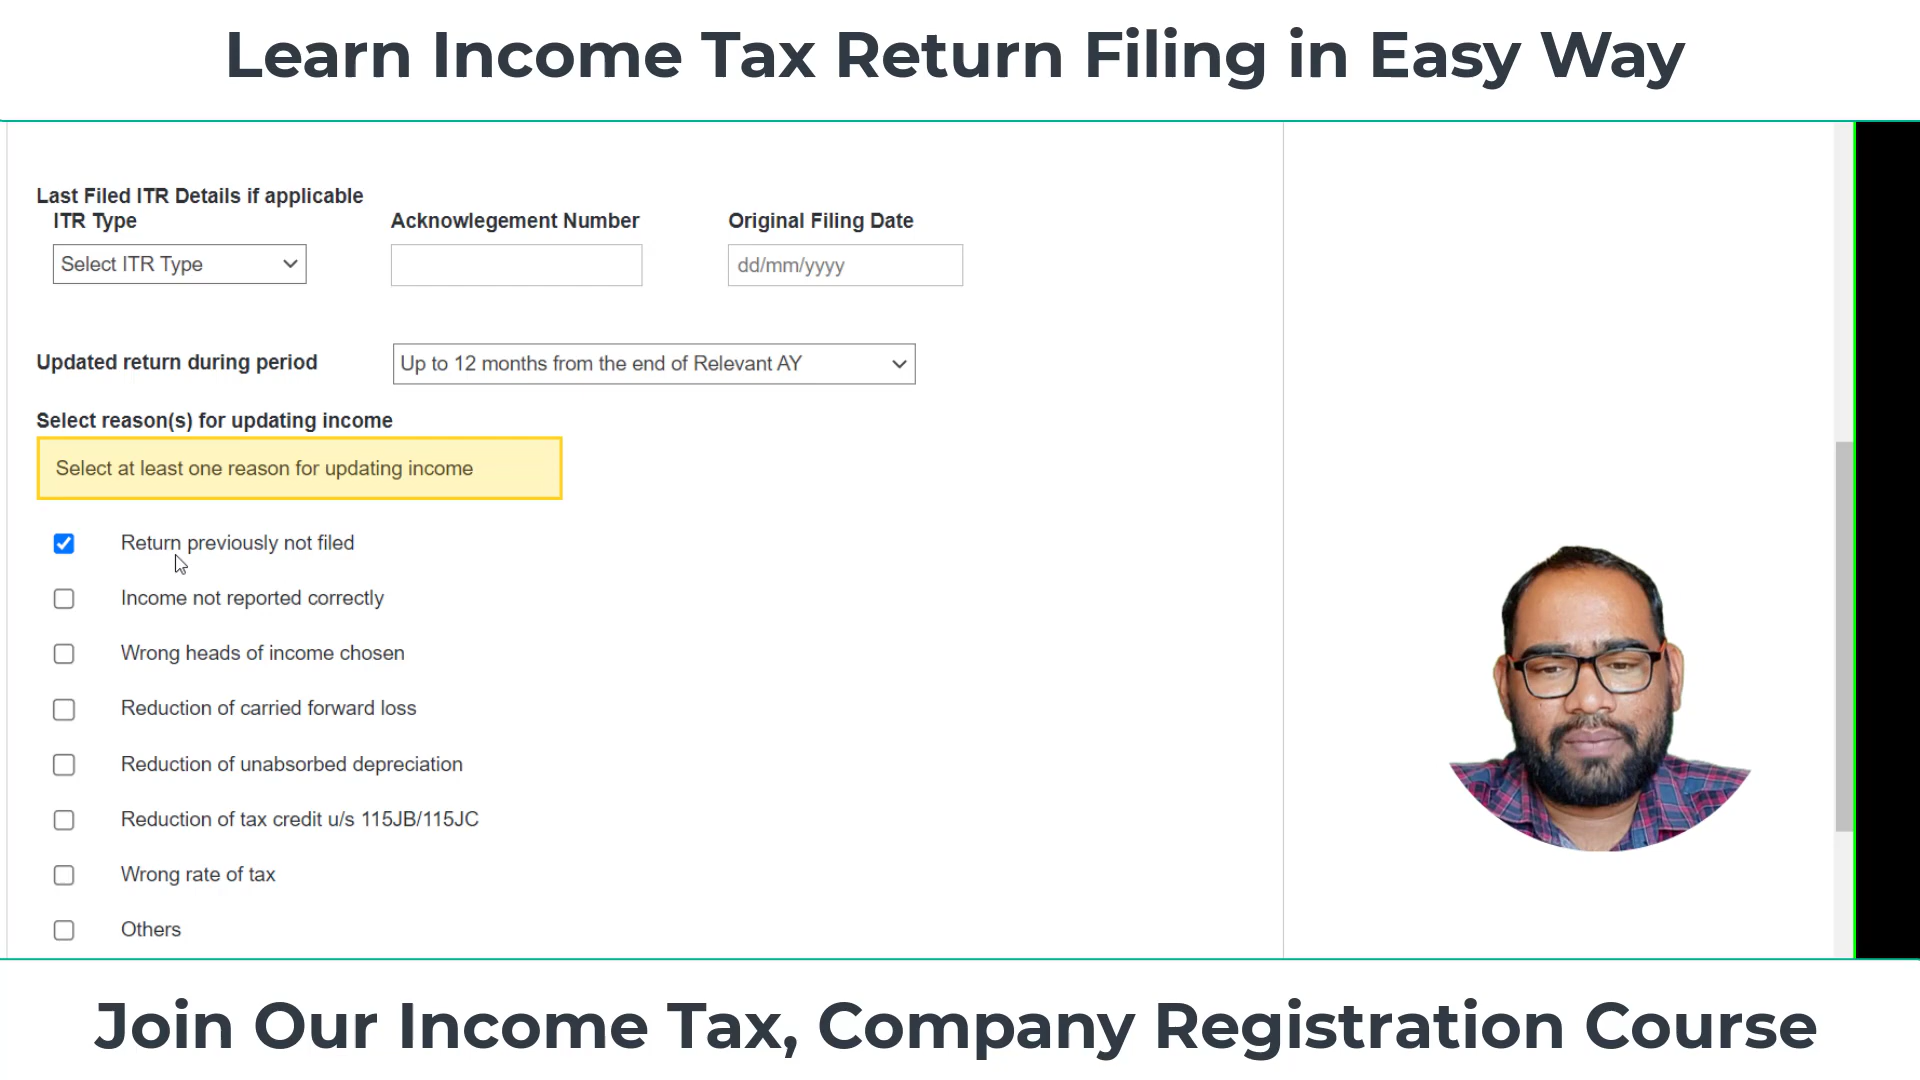 Learn Income Tax Return Filing in Easy Way
Last Filed ITR Details if applicable
ITR Type
Acknowlegement Number
Original Filing Date
Select ITR Type
dd/mm/yyyy
Updated return during period
Up to 12 months from the end of Relevant AY
Select reason(s) for updating income
Select at least one reason for updating income
Return previously not filed
Income not reported correctly
Wrong heads of income chosen
Reduction of carried forward loss
Reduction of unabsorbed depreciation
Reduction of tax credit u/s 115JB/115JC
Wrong rate of tax
Others
Join Our Income Tax, Company Registration Course